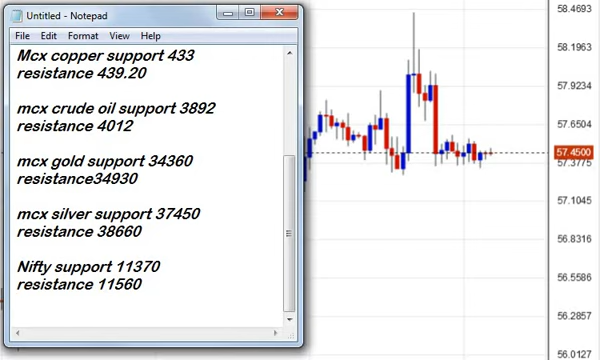 Untitled - Notepad
File Edit Format View Help
Mcx copper support 433
resistance 439.20
mcx crude oil support 3892
resistance 4012
mcx gold support 34360
resistance34930
mcx silver support 37450
resistance 38660
Nifty support 11370
resistance 11560
58.4693
58.1963
57.9234
57.6504
57.4500
57.3775
57.1045
56.8316
56.5586
56.2857
56.0127